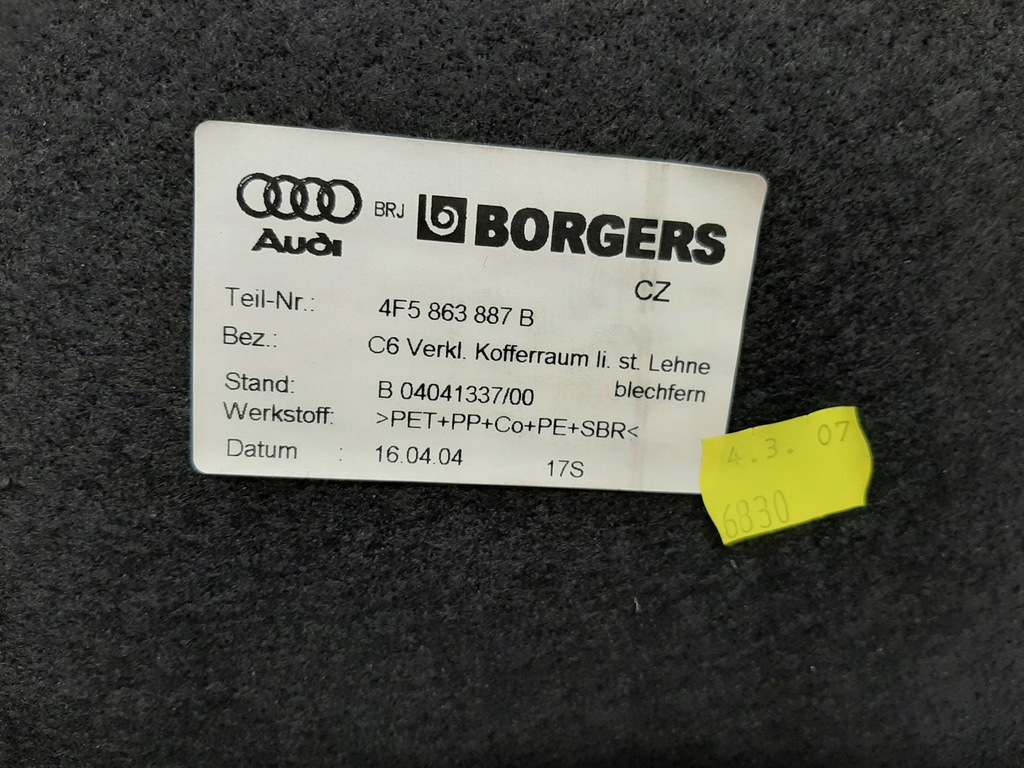 Audi BRJ b BORGERS
CZ
Teil-Nr.: 4F5 863 887 B
Bez.: C6 Verkl. Kofferraum li. st. Lehne
blechfern
Stand: B 04041337/00
Werkstoff: >PET+PP+Co+PE+SBR<
Datum : 16.04.04 17S
4.3. 07
6830